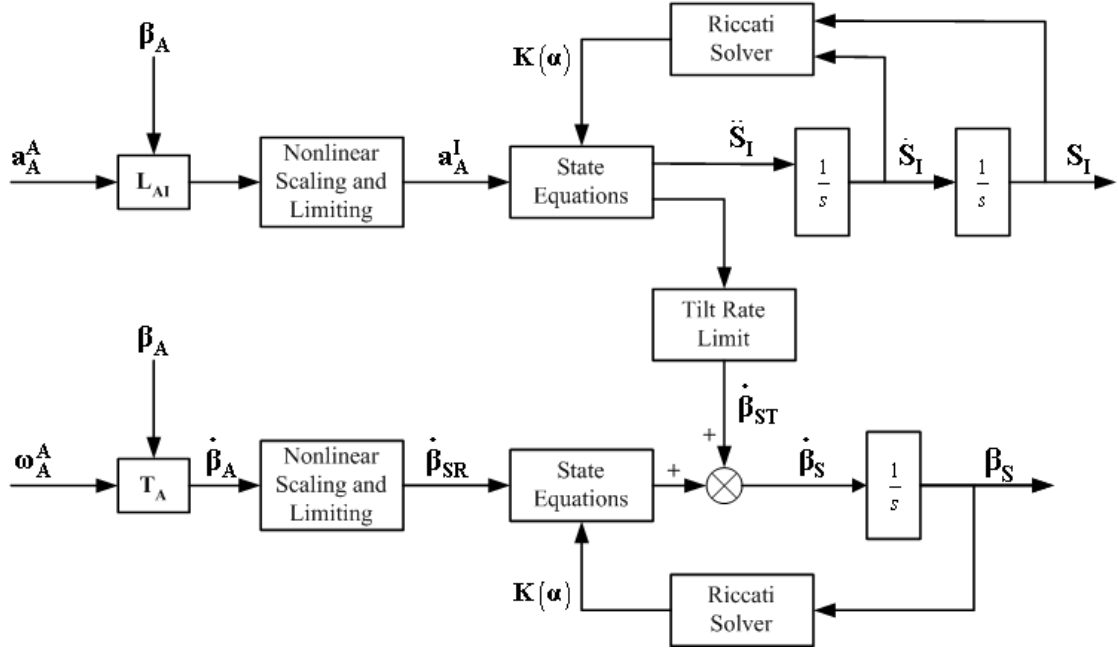 β_A
a_A^A
L_AI
Nonlinear
Scaling and
Limiting
a_A^I
K(α)
State
Equations
Riccati
Solver
S̈_I
1/s
Ṡ_I
1/s
S_I
Tilt Rate
Limit
β̇_ST
+
β_A
ω_A^A
T_A
β̇_A
Nonlinear
Scaling and
Limiting
β̇_SR
State
Equations
+
β̇_S
1/s
β_S
K(α)
Riccati
Solver